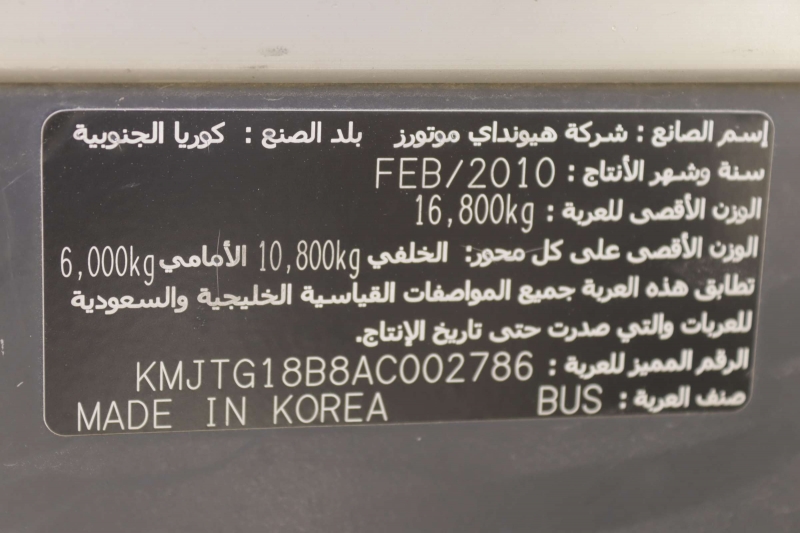 إسم الصانع : شركة هيونداي موتورز بلد الصنع : كوريا الجنوبية
سنة وشهر الأنتاج : FEB/2010
الوزن الأقصى للعربة : 16,800kg
الوزن الأقصى على كل محور: الخلفي 10,800kg الأمامي 6,000kg
تطابق هذه العربة جميع المواصفات القياسية الخليجية والسعودية
للعربات والتي صدرت حتى تاريخ الإنتاج.
الرقم المميز للعربة : KMJTG18B8AC002786
صنف العربة : BUS MADE IN KOREA